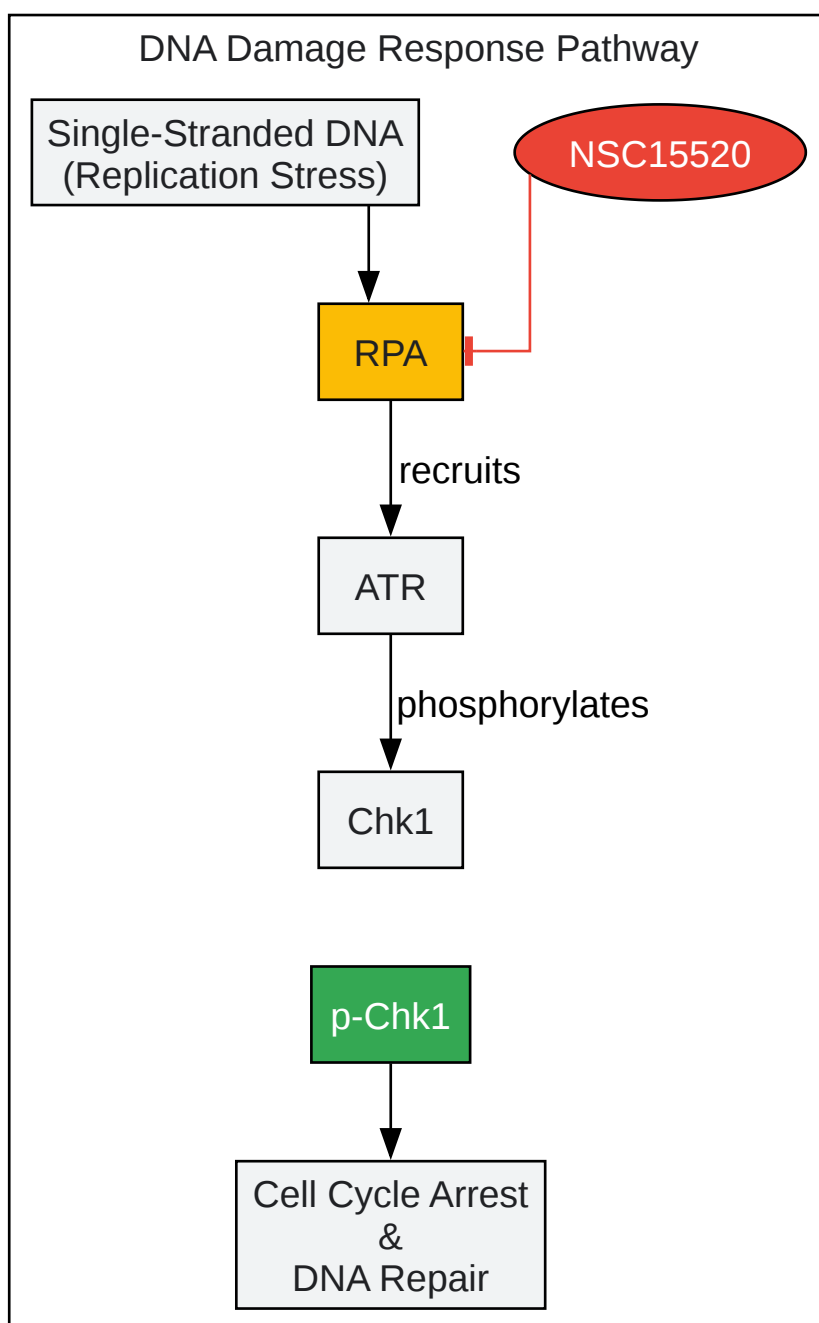 DNA Damage Response Pathway
Single-Stranded DNA
(Replication Stress)
NSC15520
RPA
recruits
ATR
phosphorylates
Chk1
p-Chk1
Cell Cycle Arrest
&
DNA Repair